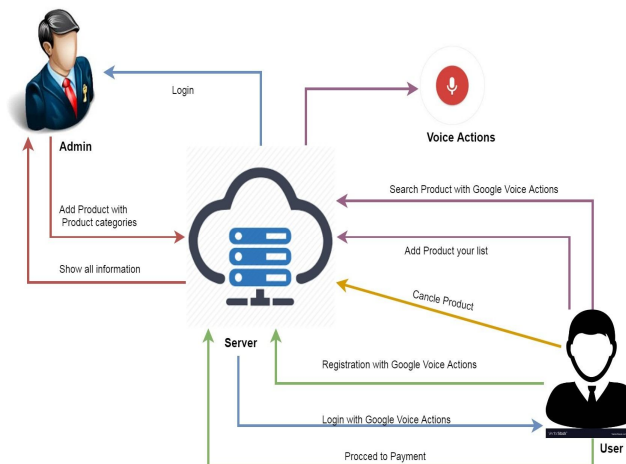 Login
Voice Actions
Admin
Search Product with Google Voice Actions
Add Product with
Product categories
Add Product your list
Show all information
Cancle Product
Server
Registration with Google Voice Actions
Login with Google Voice Actions
User
Procced to Payment